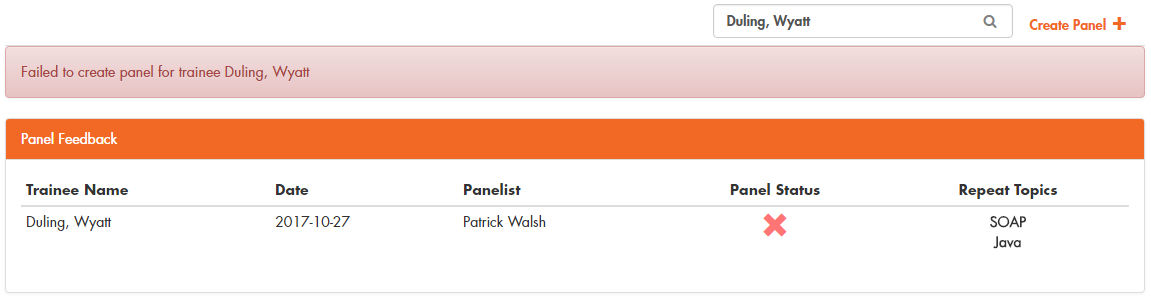 Duling, Wyatt
Create Panel
Failed to create panel for trainee Duling, Wyatt
Panel Feedback
Trainee Name Date Panelist Panel Status Repeat Topics
Duling, Wyatt 2017-10-27 Patrick Walsh SOAP
Java